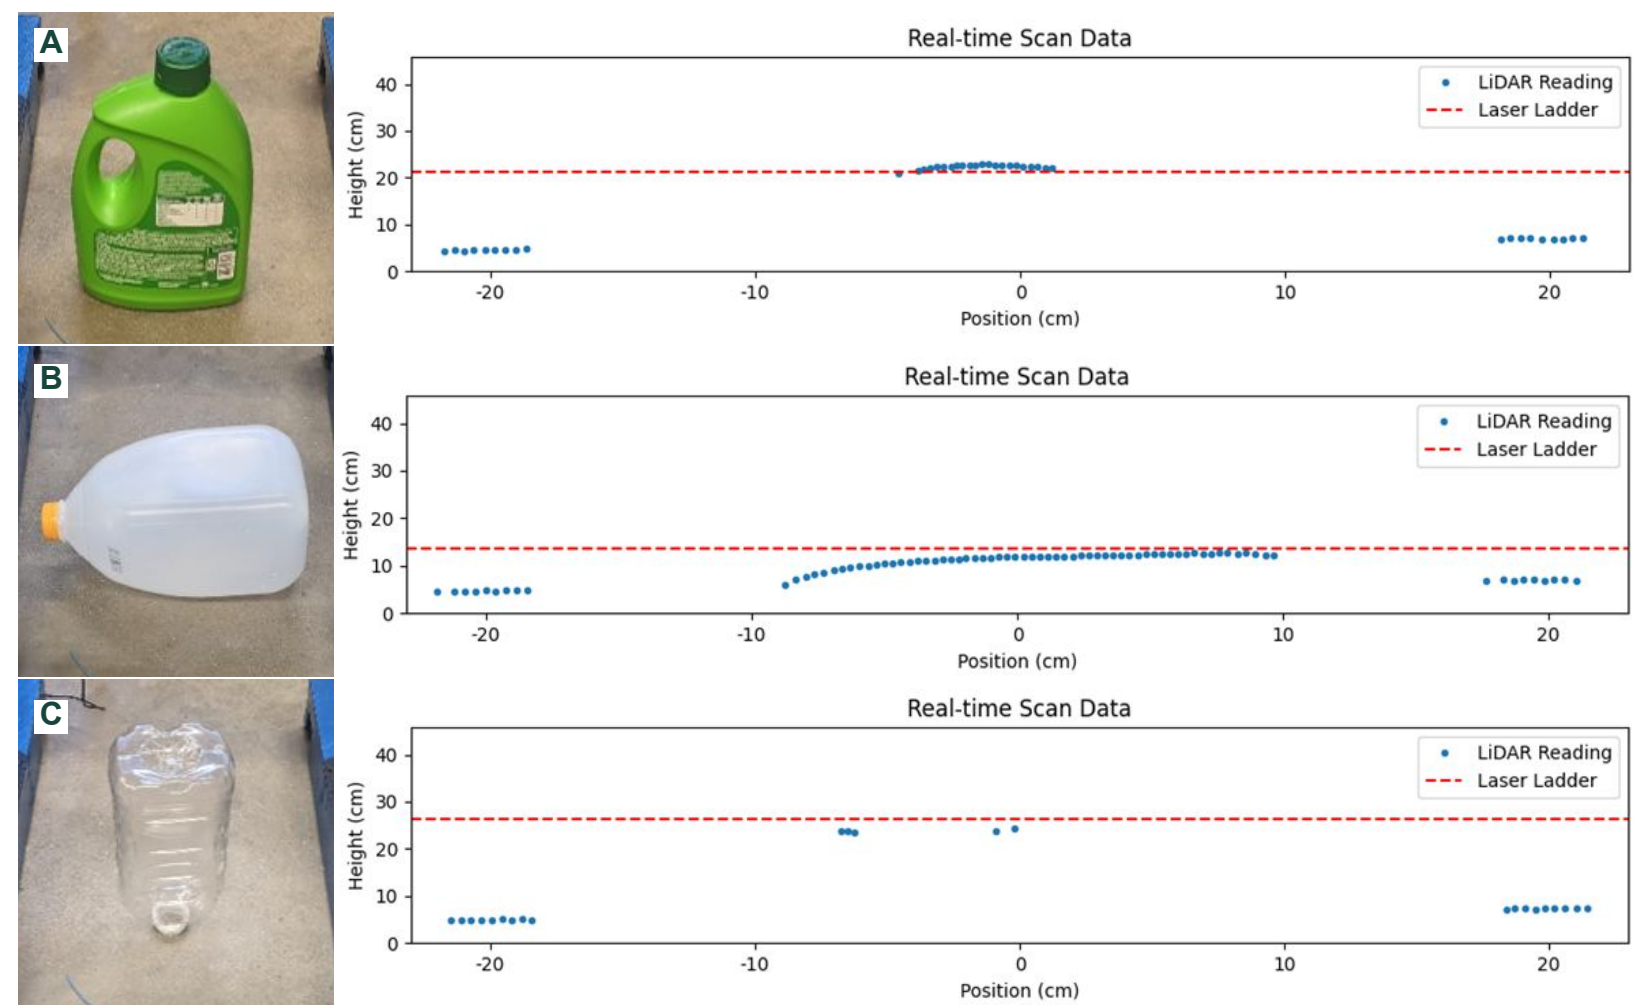 A
Real-time Scan Data
Height (cm)
40
30
20
10
0
LiDAR Reading
Laser Ladder
-20
-10
0
10
20
Position (cm)
B
Real-time Scan Data
Height (cm)
40
30
20
10
0
LiDAR Reading
Laser Ladder
-20
-10
0
10
20
Position (cm)
C
Real-time Scan Data
Height (cm)
40
30
20
10
0
LiDAR Reading
Laser Ladder
-20
-10
0
10
20
Position (cm)